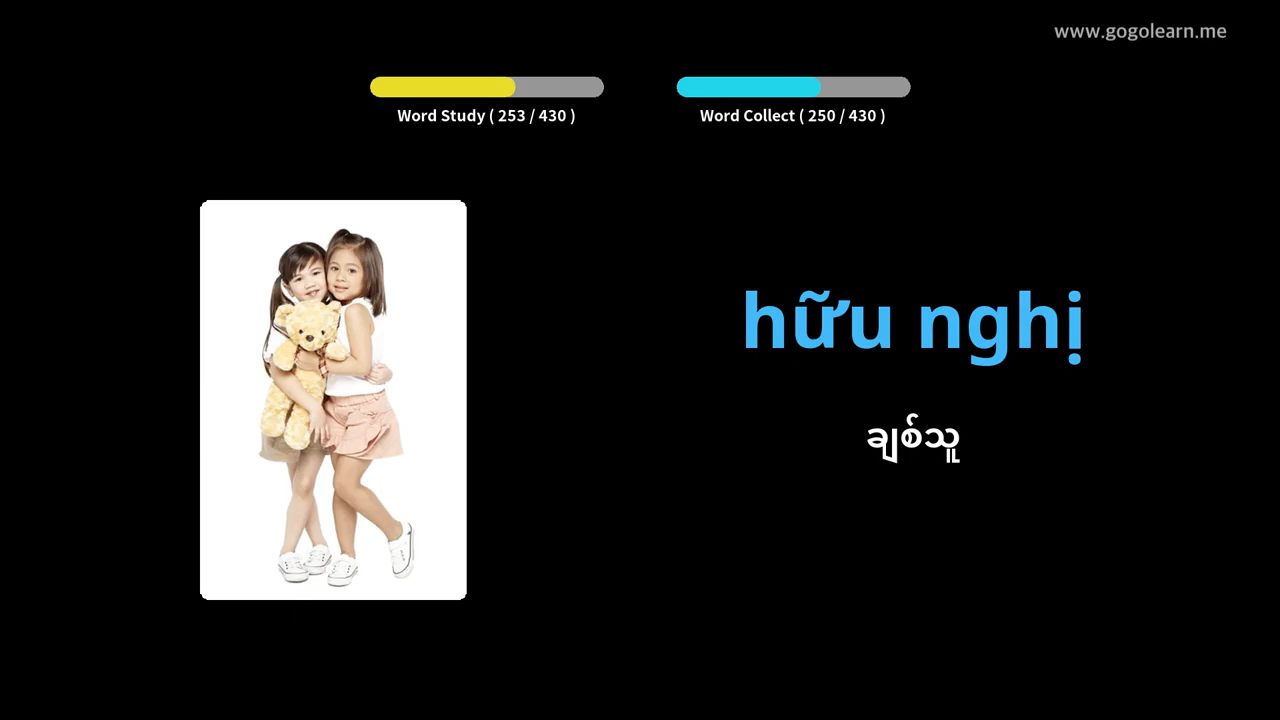 www.gogolearn.me
Word Study ( 253 / 430 )
Word Collect ( 250 / 430 )
hữu nghị
ချစ်သူ